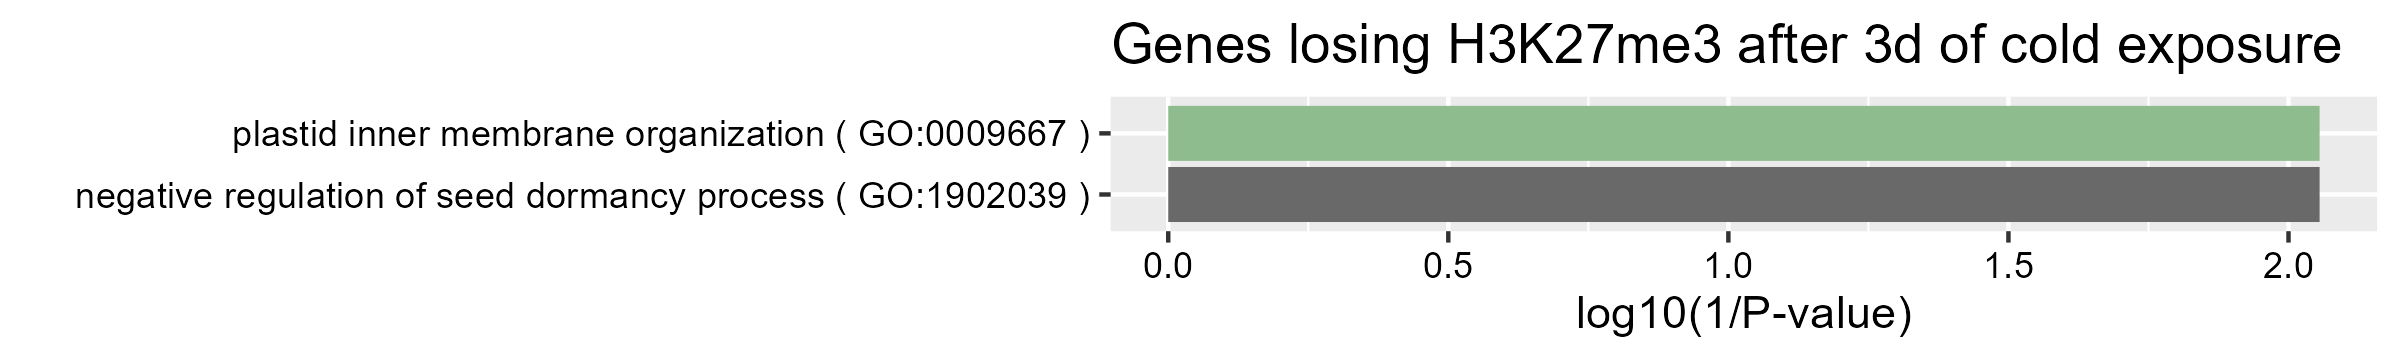 Genes losing H3K27me3 after 3d of cold exposure
plastid inner membrane organization ( GO:0009667 )
negative regulation of seed dormancy process ( GO:1902039 )
0.0 0.5 1.0 1.5 2.0
log10(1/P-value)